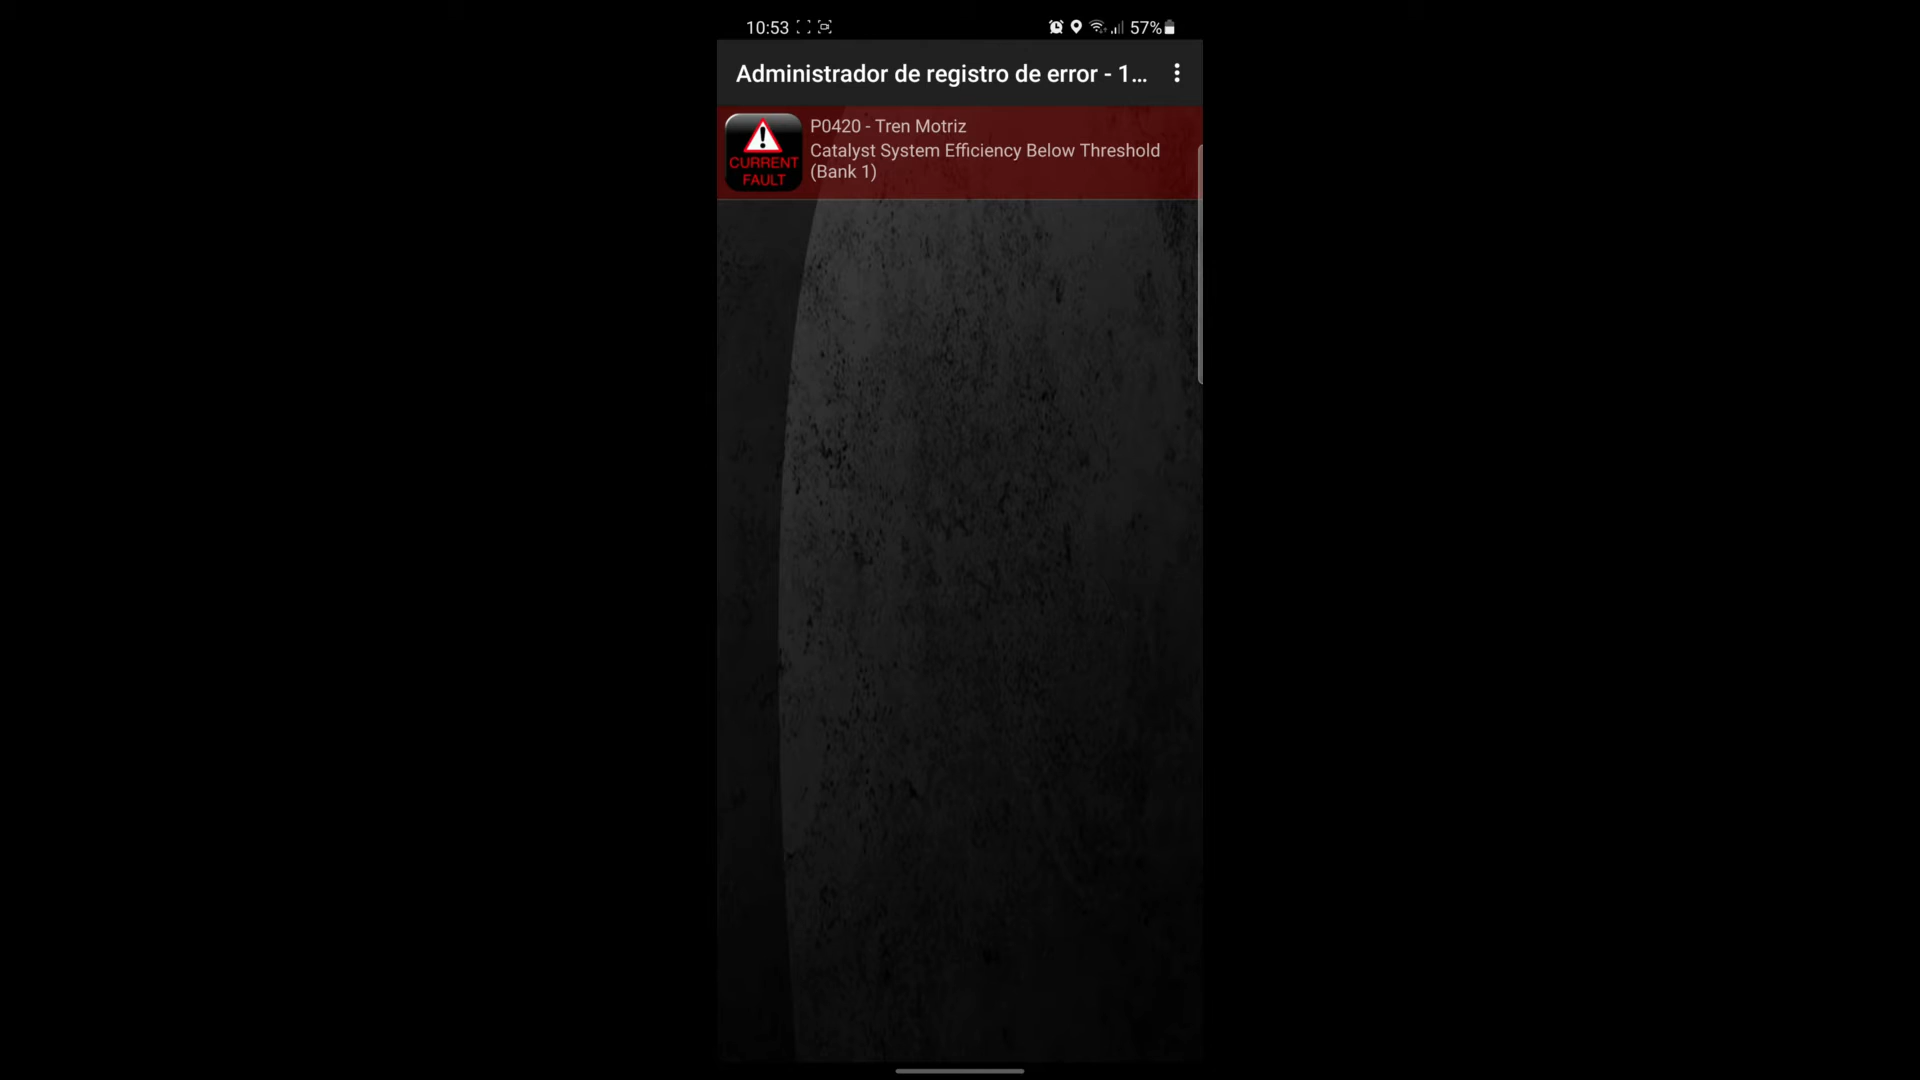 10:53 57%
Administrador de registro de error - 1...
CURRENT
FAULT
P0420 - Tren Motriz
Catalyst System Efficiency Below Threshold
(Bank 1)